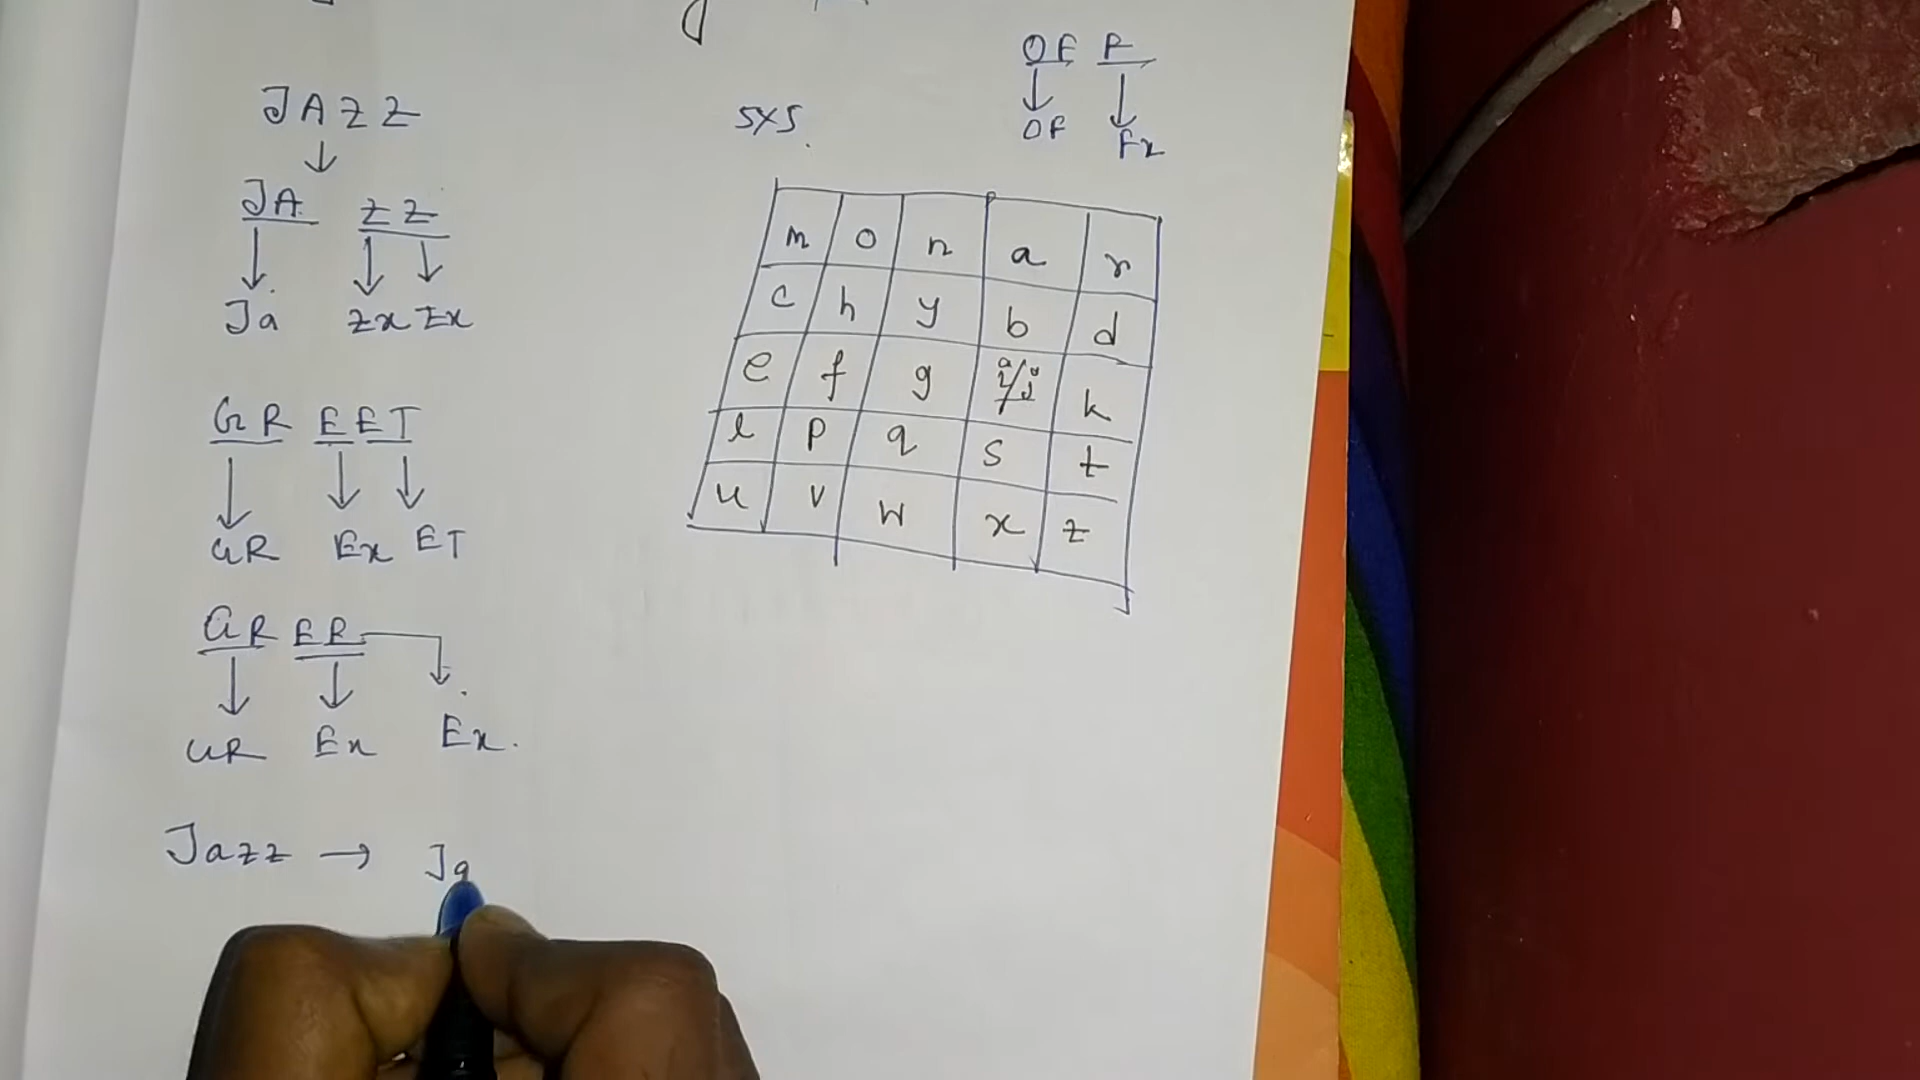 JAZZ
JA ZZ
Ja Zx Zx
GR EET
GR Ex ET
GR ER
GR Ex Ex.
Jazz → Ja
5x5.
OF F
OF Fx
m o n a r
c h y b d
e f g i/j k
l p q s t
u v w x z